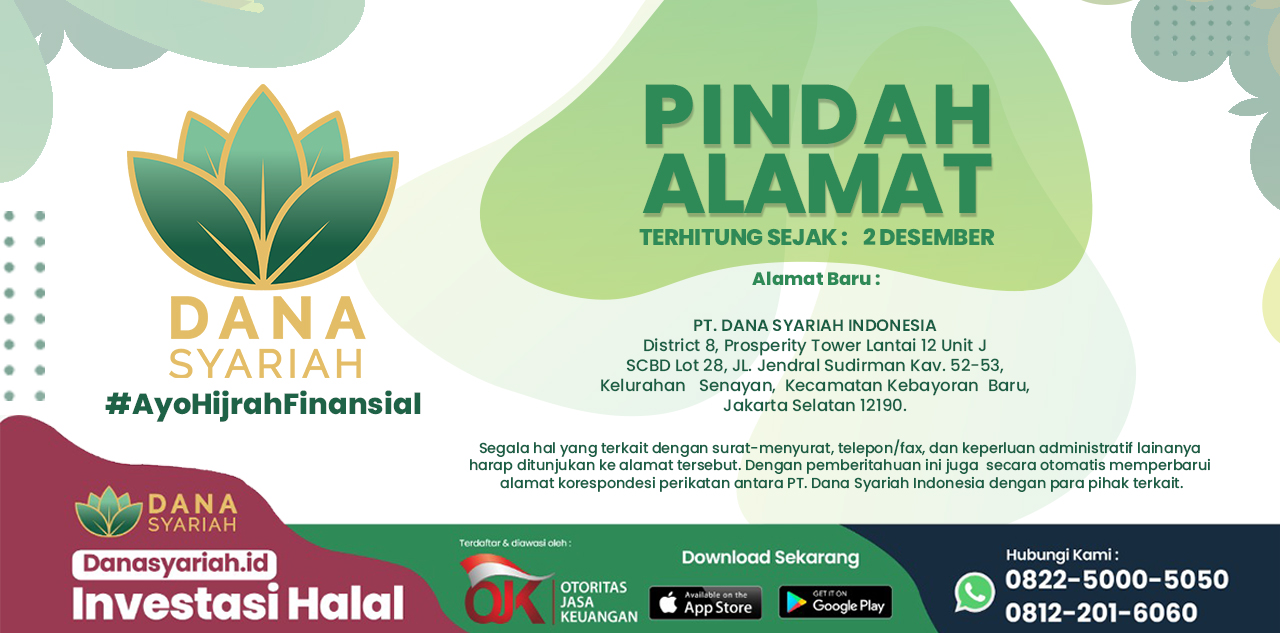 PINDAH
ALAMAT
TERHITUNG SEJAK : 2 DESEMBER
Alamat Baru :
PT. DANA SYARIAH INDONESIA
District 8, Prosperity Tower Lantai 12 Unit J
SCBD Lot 28, JL. Jendral Sudirman Kav. 52-53,
Kelurahan Senayan, Kecamatan Kebayoran Baru,
Jakarta Selatan 12190.
Segala hal yang terkait dengan surat-menyurat, telepon/fax, dan keperluan administratif lainanya
harap ditunjukan ke alamat tersebut. Dengan pemberitahuan ini juga secara otomatis memperbarui
alamat korespondesi perikatan antara PT. Dana Syariah Indonesia dengan para pihak terkait.
DANA
SYARIAH
#AyoHijrahFinansial
DANA
SYARIAH
Danasyariah.id
Investasi Halal
Terdaftar & diawasi oleh :
OJK
OTORITAS
JASA
KEUANGAN
Download Sekarang
Available on the
App Store
GET IT ON
Google Play
Hubungi Kami :
0822-5000-5050
0812-201-6060